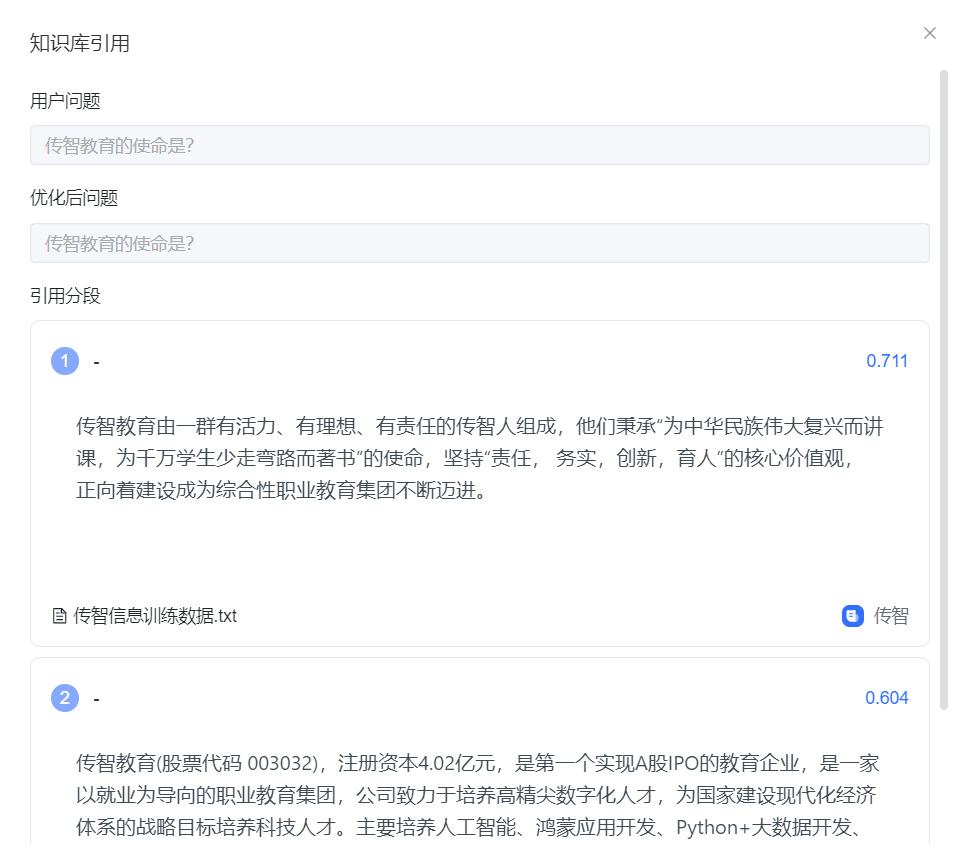 知识库引用
用户问题
传智教育的使命是?
优化后问题
传智教育的使命是?
引用分段
1 - 0.711
传智教育由一群有活力、有理想、有责任的传智人组成，他们秉承“为中华民族伟大复兴而讲
课，为千万学生少走弯路而著书”的使命，坚持“责任， 务实，创新，育人“的核心价值观，
正向着建设成为综合性职业教育集团不断迈进。
传智信息训练数据.txt 传智
2 - 0.604
传智教育(股票代码 003032)，注册资本4.02亿元，是第一个实现A股IPO的教育企业，是一家
以就业为导向的职业教育集团，公司致力于培养高精尖数字化人才，为国家建设现代化经济
体系的战略目标培养科技人才。主要培养人工智能、鸿蒙应用开发、Python+大数据开发、